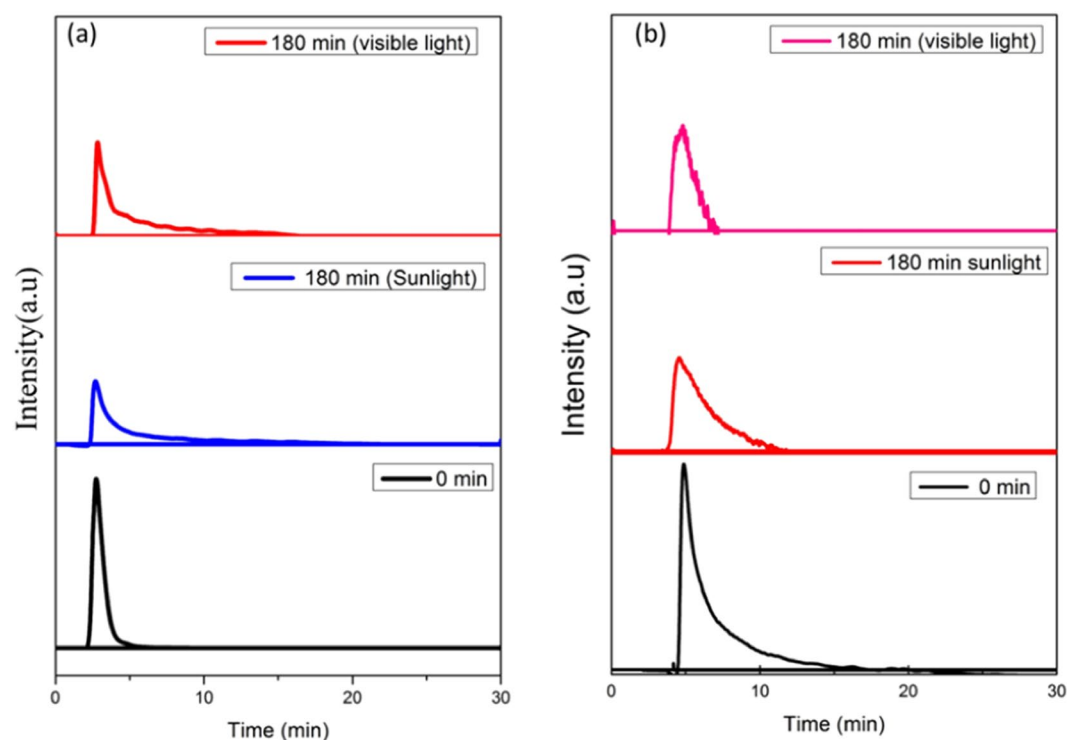 (a)
180 min (visible light)
180 min (Sunlight)
0 min
Intensity(a.u)
0
10
20
30
Time (min)
(b)
180 min (visible light)
180 min sunlight
0 min
Intensity (a.u)
0
10
20
30
Time (min)